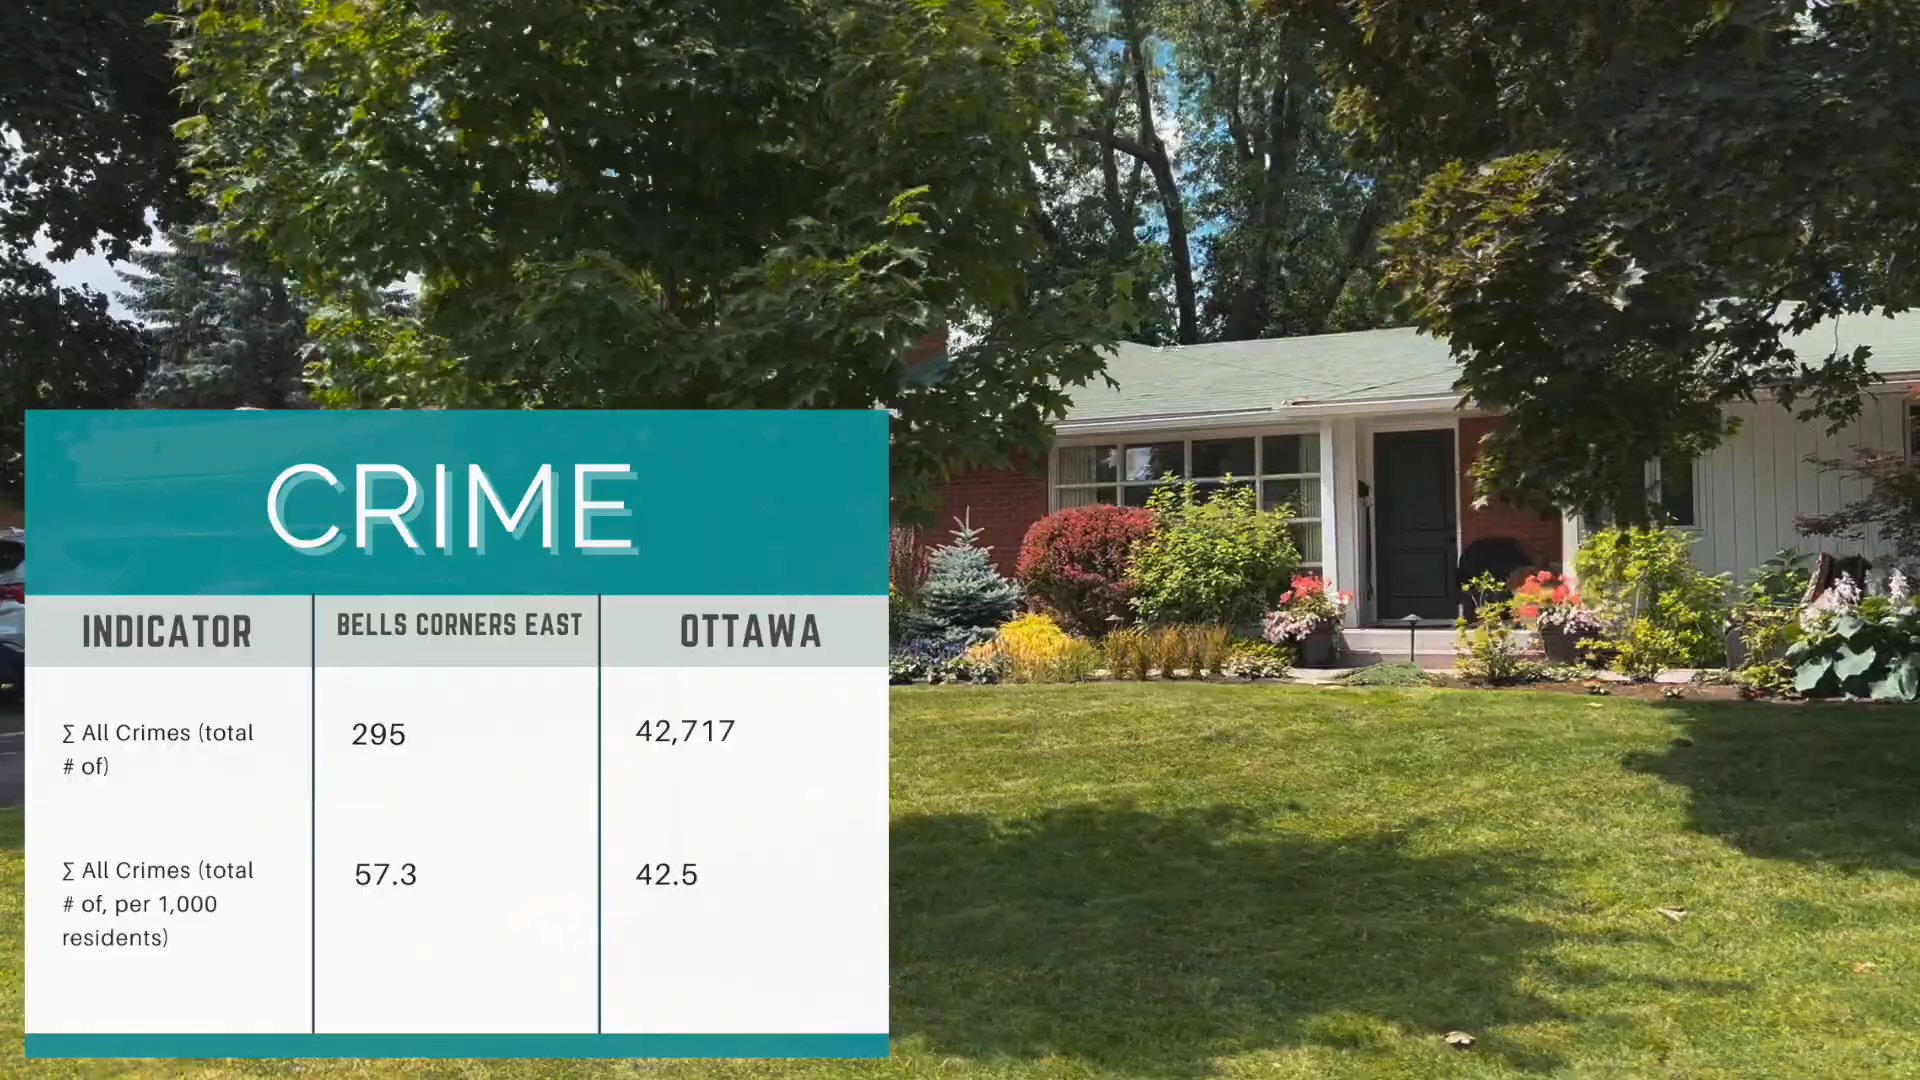 CRIME
INDICATOR BELLS CORNERS EAST OTTAWA
∑ All Crimes (total 295 42,717
# of)
∑ All Crimes (total 57.3 42.5
# of, per 1,000
residents)